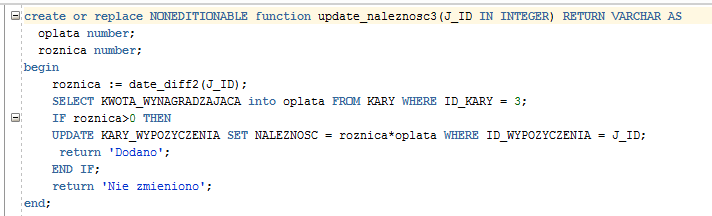 create or replace NONEDITIONABLE function update_naleznosc3(J_ID IN INTEGER) RETURN VARCHAR AS
oplata number;
roznica number;
begin
roznica := date_diff2(J_ID);
SELECT KWOTA_WYNAGRADZAJACA into oplata FROM KARY WHERE ID_KARY = 3;
IF roznica>0 THEN
UPDATE KARY_WYPOZYCZENIA SET NALEZNOSC = roznica*oplata WHERE ID_WYPOZYCZENIA = J_ID;
return 'Dodano';
END IF;
return 'Nie zmieniono';
end;